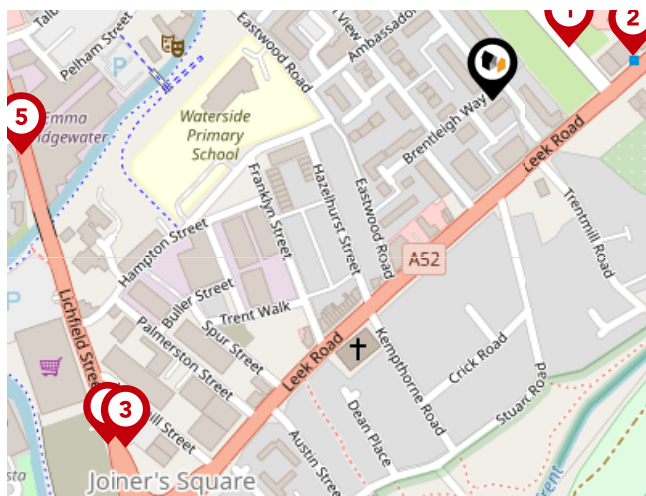 1
2
Pelham Street
P
Eastwood Road
View
Ambassador
5
Emma
Waterside
Primary
School
Brentleigh Way
Leek Road
Franklyn Street
Hazelhurst Street
Eastwood Road
Trentmill Road
Hampton Street
A52
P
Lichfield Street
Buller Street
Trent Walk
Spur Street
Palmerston Street
Leek Road
Kempthorne Road
Crick Road
Stuart Road
3
Street
Dean Place
Austin Street
Joiner's Square